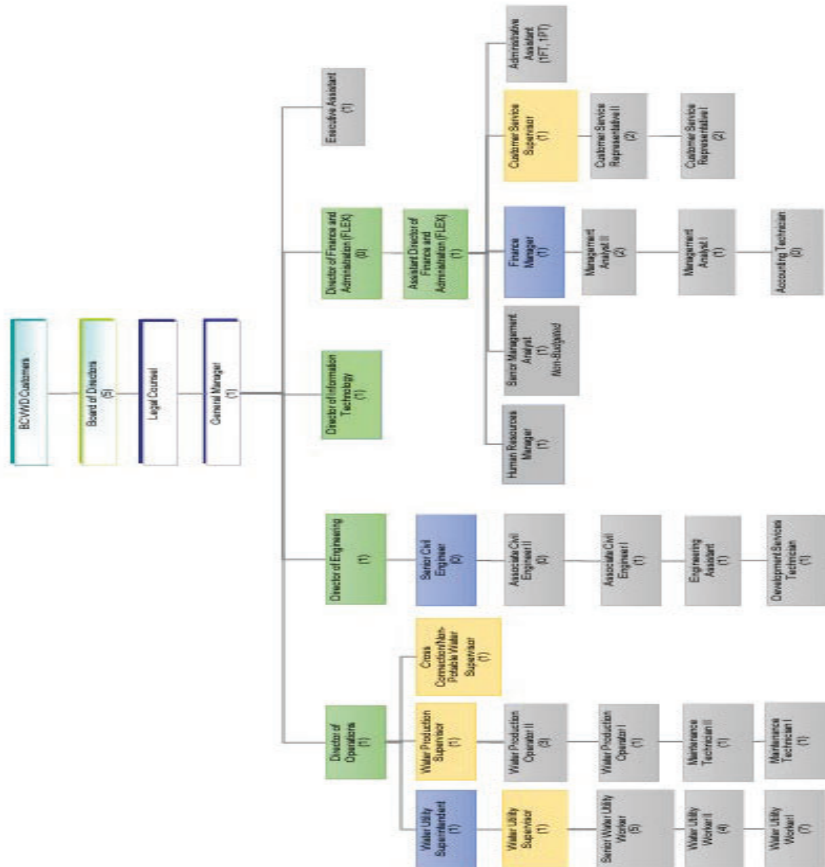 BCVWD Customers
Board of Directors
(5)
Legal Counsel
General Manager
(1)
Executive Assistant
(1)
Director of Operations
(1)
Director of Engineering
(1)
Director of Information
Technology
(1)
Director of Finance and
Administration (FLEX)
(0)
Assistant Director of
Finance and
Administration (FLEX)
(1)
Water Utility
Superintendent
(1)
Water Production
Supervisor
(1)
Cross
Connection/Non-
Potable Water
Supervisor
(1)
Senior Civil
Engineer
(0)
Water Utility
Supervisor
(1)
Water Production
Operator II
(3)
Associate Civil
Engineer II
(0)
Human Resources
Manager
(1)
Senior Management
Analyst
(1)
Non-Budgeted
Finance
Manager
(1)
Customer Service
Supervisor
(1)
Administrative
Assistant
(1FT, 1PT)
Senior Water Utility
Worker
(5)
Water Production
Operator I
(1)
Associate Civil
Engineer I
(1)
Management
Analyst II
(2)
Customer Service
Representative II
(2)
Water Utility
Worker II
(4)
Maintenance
Technician II
(1)
Engineering
Assistant
(1)
Management
Analyst I
(1)
Customer Service
Representative I
(2)
Water Utility
Worker I
(7)
Maintenance
Technician I
(1)
Development Services
Technician
(1)
Accounting Technician
(0)